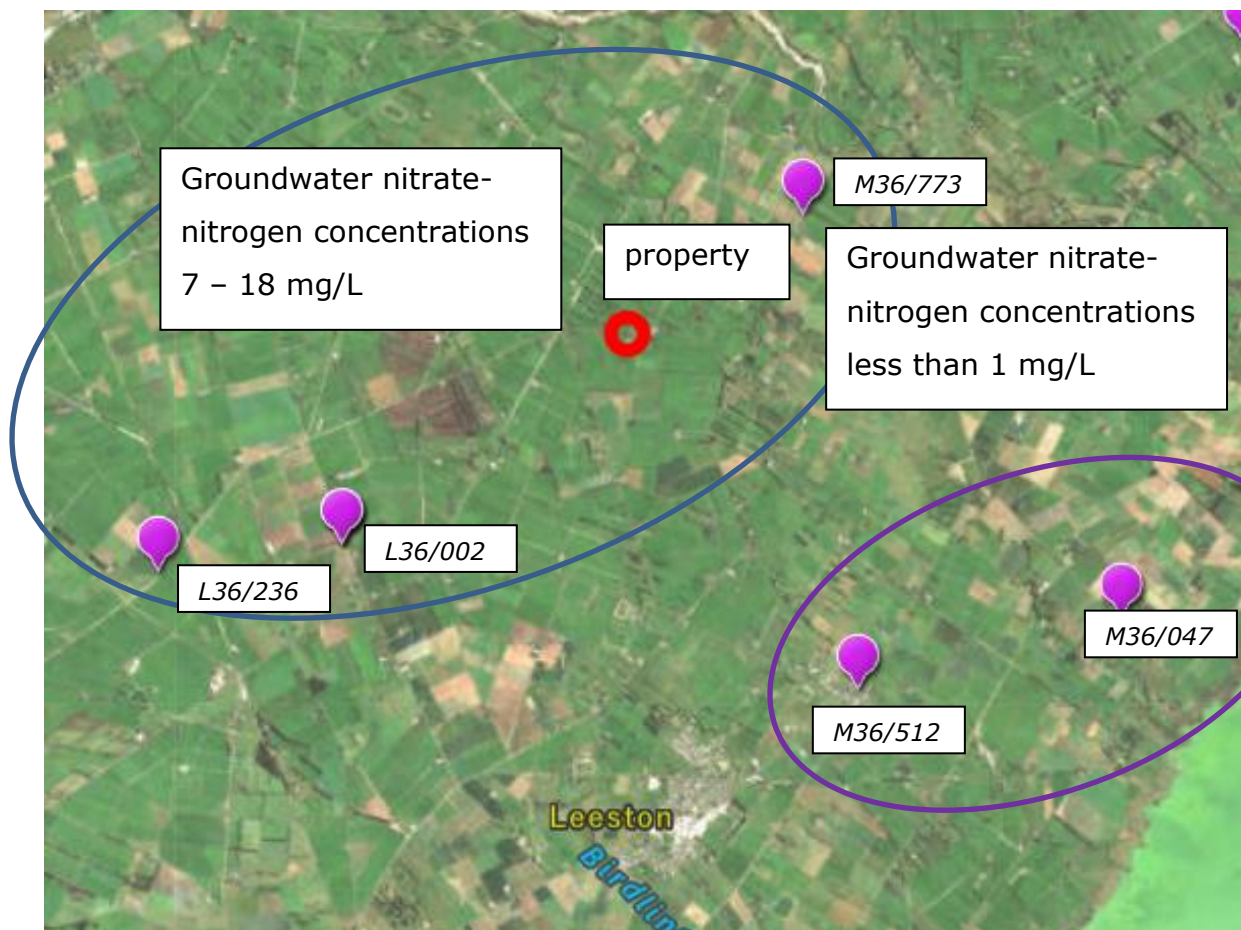 Groundwater nitrate-
nitrogen concentrations
7 – 18 mg/L
M36/773
property
Groundwater nitrate-
nitrogen concentrations
less than 1 mg/L
L36/002
L36/236
M36/047
M36/512
Leeston